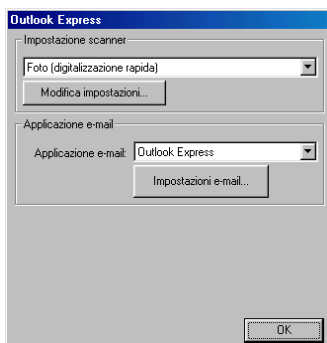 Outlook Express
Impostazione scanner
Foto (digitalizzazione rapida)
Modifica impostazioni...
Applicazione e-mail
Applicazione e-mail: Outlook Express
Impostazioni e-mail...
OK